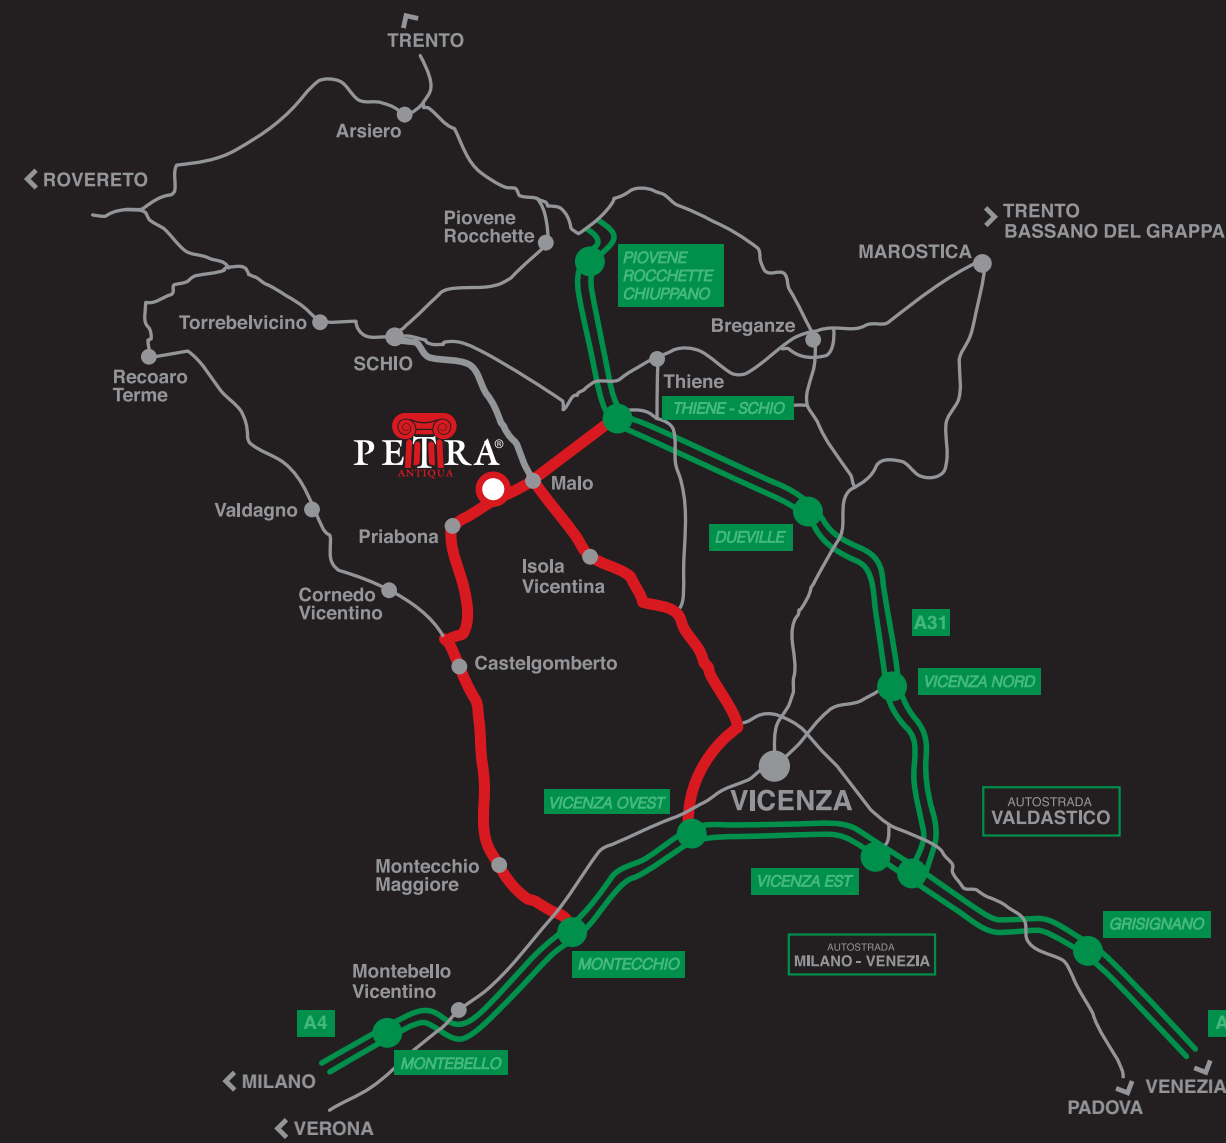 TRENTO
Arsiero
ROVERETO
Piovene
Rocchette
TRENTO
BASSANO DEL GRAPPA
MAROSTICA
PIOVENE
ROCCHETTE
CHIUPPANO
Torrebelvicino
Breganze
SCHIO
Recoaro
Terme
Thiene
THIENE - SCHIO
PETRA®
ANTIQUA
Malo
Valdagno
Priabona
DUEVILLE
Isola
Vicentina
Cornedo
Vicentino
A31
Castelgomberto
VICENZA NORD
VICENZA OVEST
VICENZA
AUTOSTRADA
VALDASTICO
Montecchio
Maggiore
VICENZA EST
GRISIGNANO
AUTOSTRADA
MILANO - VENEZIA
MONTECCHIO
Montebello
Vicentino
A4
A
MONTEBELLO
MILANO
VENEZIA
PADOVA
VERONA